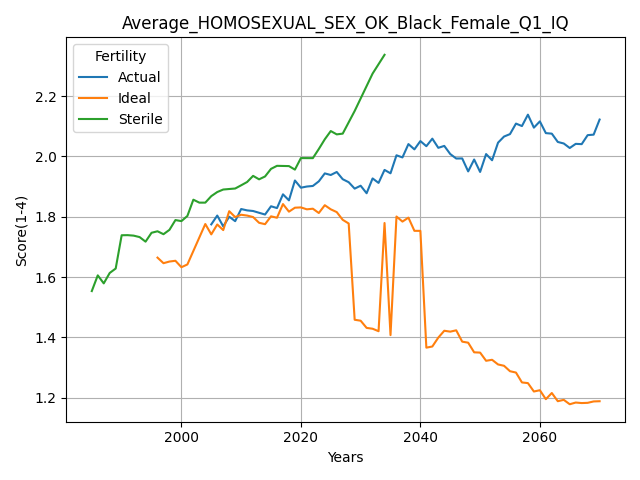 Average_HOMOSEXUAL_SEX_OK_Black_Female_Q1_IQ
Fertility
Actual
Ideal
Sterile
Score(1-4)
2.2
2.0
1.8
1.6
1.4
1.2
2000
2020
2040
2060
Years